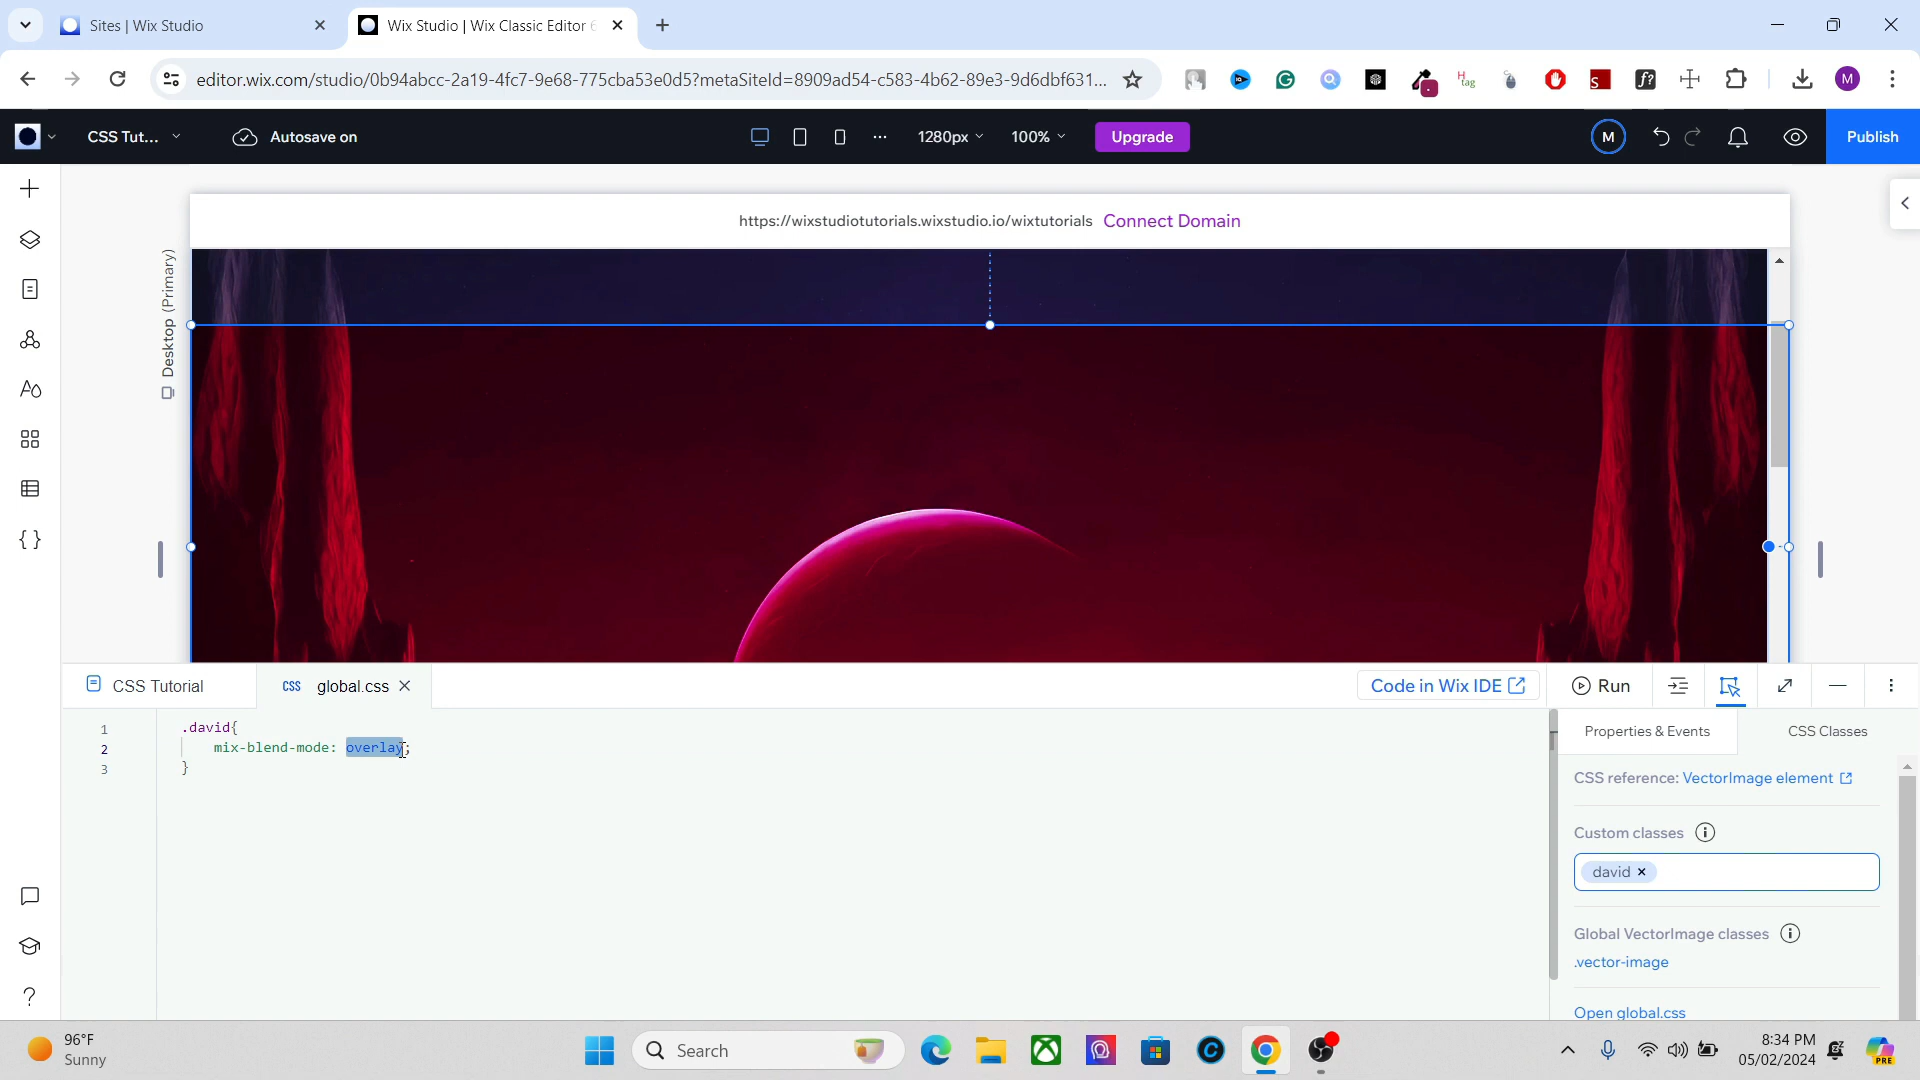 Sites | Wix Studio
Wix Studio | Wix Classic Editor
editor.wix.com/studio/0b94abcc-2a19-4fc7-9e68-775cba53e0d5?metaSiteId=8909ad54-c583-4b62-89e3-9d6dbf631...
H
tag
S
f?
M
CSS Tut...
Autosave on
1280px
100%
Upgrade
M
Publish
https://wixstudiotutorials.wixstudio.io/wixtutorials Connect Domain
Desktop (Primary)
CSS Tutorial
CSS global.css
Code in Wix IDE
Run
1 .david{
2 mix-blend-mode: overlay;
3 }
Properties & Events
CSS Classes
CSS reference: VectorImage element
Custom classes
david
Global VectorImage classes
.vector-image
Open global.css
96°F
Sunny
Search
8:34 PM
05/02/2024
PRE